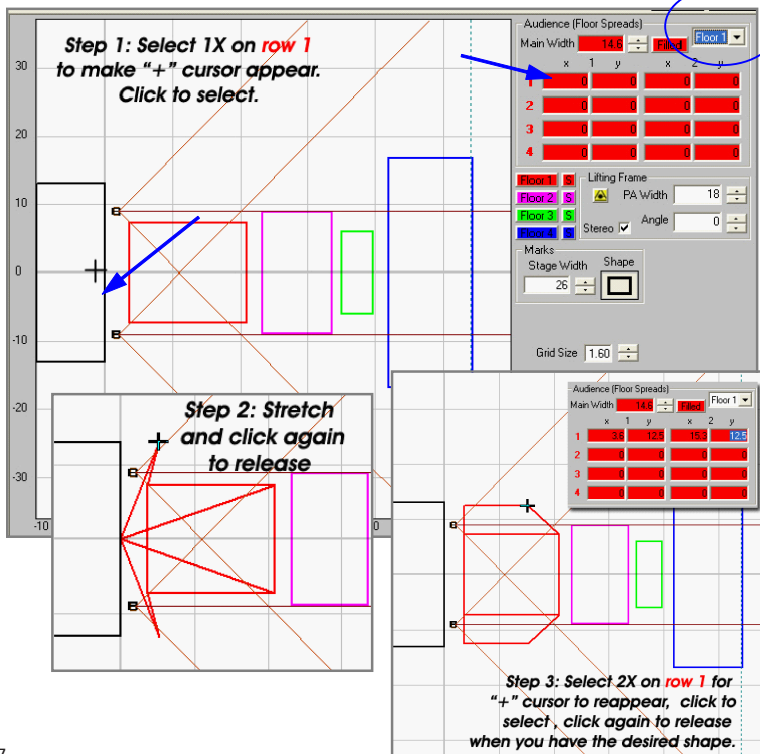 Step 1: Select 1X on row 1
to make “+” cursor appear.
Click to select.
30
20
10
0
-10
-20
-30
-10
0
Audience (Floor Spreads)
Main Width 14.6 Filled Floor 1
x 1 y x 2 y
1 0 0 0 0
2 0 0 0 0
3 0 0 0 0
4 0 0 0 0
Floor 1 S
Floor 2 S
Floor 3 S
Floor 4 S
Lifting Frame
PA Width 18
Angle 0
Stereo
Marks
Stage Width Shape
26
Grid Size 1.60
Step 2: Stretch
and click again
to release
Audience (Floor Spreads)
Main Width 14.6 Filled Floor 1
x 1 y x 2 y
1 3.6 12.5 15.3 12.5
2 0 0 0 0
3 0 0 0 0
4 0 0 0 0
Step 3: Select 2X on row 1 for
“+” cursor to reappear, click to
select , click again to release
when you have the desired shape.
7